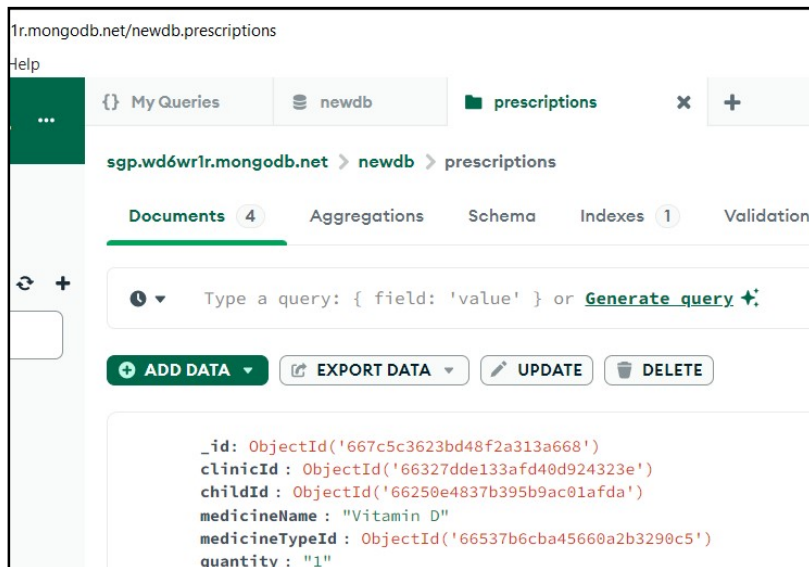 1r.mongodb.net/newdb.prescriptions
Help
... {} My Queries newdb prescriptions × +
sgp.wd6wr1r.mongodb.net > newdb > prescriptions
Documents 4 Aggregations Schema Indexes 1 Validation
Type a query: { field: 'value' } or Generate query
ADD DATA EXPORT DATA UPDATE DELETE
_id: ObjectId('667c5c3623bd48f2a313a668')
clinicId : ObjectId('66327dde133afd40d924323e')
childId : ObjectId('66250e4837b395b9ac01afda')
medicineName : "Vitamin D"
medicineTypeId : ObjectId('66537b6cba45660a2b3290c5')
quantity : "1"